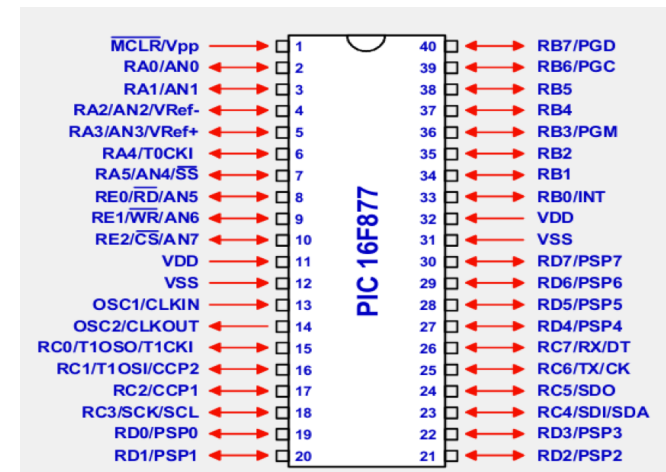 MCLR/Vpp 1 40 RB7/PGD
RA0/AN0 2 39 RB6/PGC
RA1/AN1 3 38 RB5
RA2/AN2/VRef- 4 37 RB4
RA3/AN3/VRef+ 5 36 RB3/PGM
RA4/T0CKI 6 35 RB2
RA5/AN4/SS 7 34 RB1
RE0/RD/AN5 8 33 RB0/INT
RE1/WR/AN6 9 32 VDD
RE2/CS/AN7 10 31 VSS
VDD 11 30 RD7/PSP7
VSS 12 29 RD6/PSP6
OSC1/CLKIN 13 28 RD5/PSP5
OSC2/CLKOUT 14 27 RD4/PSP4
RC0/T1OSO/T1CKI 15 26 RC7/RX/DT
RC1/T1OSI/CCP2 16 25 RC6/TX/CK
RC2/CCP1 17 24 RC5/SDO
RC3/SCK/SCL 18 23 RC4/SDI/SDA
RD0/PSP0 19 22 RD3/PSP3
RD1/PSP1 20 21 RD2/PSP2
PIC 16F877